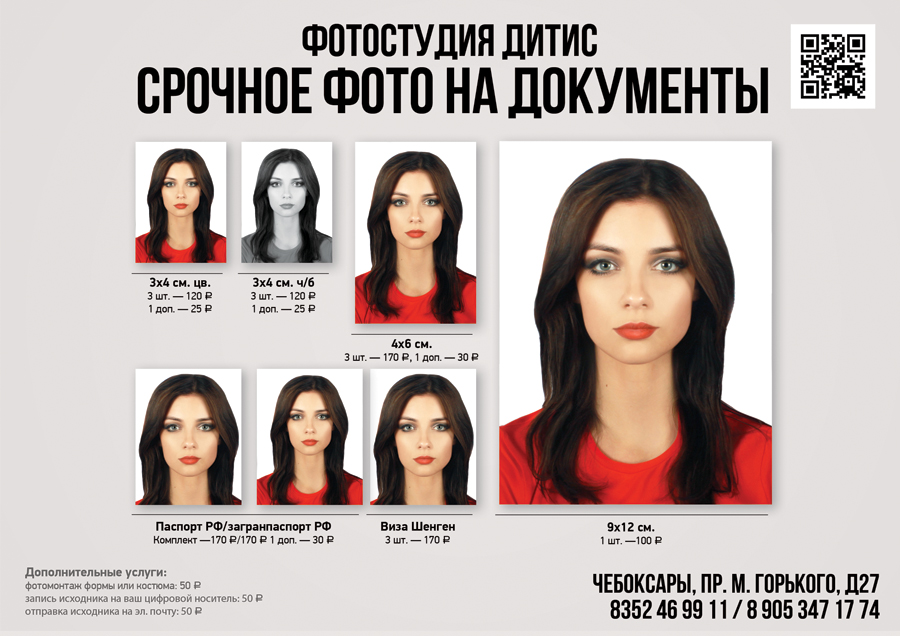 ФОТОСТУДИЯ ДИТИС
СРОЧНОЕ ФОТО НА ДОКУМЕНТЫ
3х4 см. цв.
3 шт. — 120 ₽
1 доп. — 25 ₽
3х4 см. ч/б
3 шт. — 120 ₽
1 доп. — 25 ₽
4х6 см.
3 шт. — 170 ₽, 1 доп. — 30 ₽
Паспорт РФ/загранпаспорт РФ
Комплект —170 ₽/170 ₽ 1 доп. — 30 ₽
Виза Шенген
3 шт. — 170 ₽
9х12 см.
1 шт. —100 ₽
Дополнительные услуги:
фотомонтаж формы или костюма: 50 ₽
запись исходника на ваш цифровой носитель: 50 ₽
отправка исходника на эл. почту: 50 ₽
ЧЕБОКСАРЫ, ПР. М. ГОРЬКОГО, Д27
8352 46 99 11 / 8 905 347 17 74